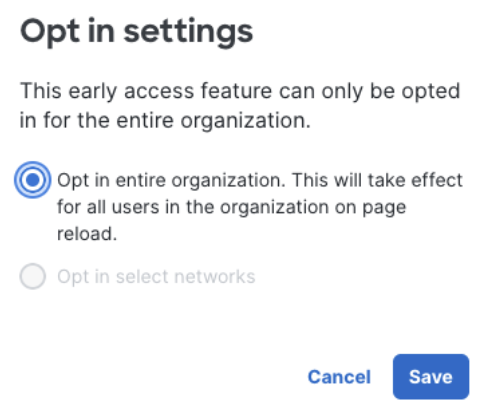 Opt in settings
This early access feature can only be opted
in for the entire organization.
Opt in entire organization. This will take effect
for all users in the organization on page
reload.
Opt in select networks
Cancel
Save